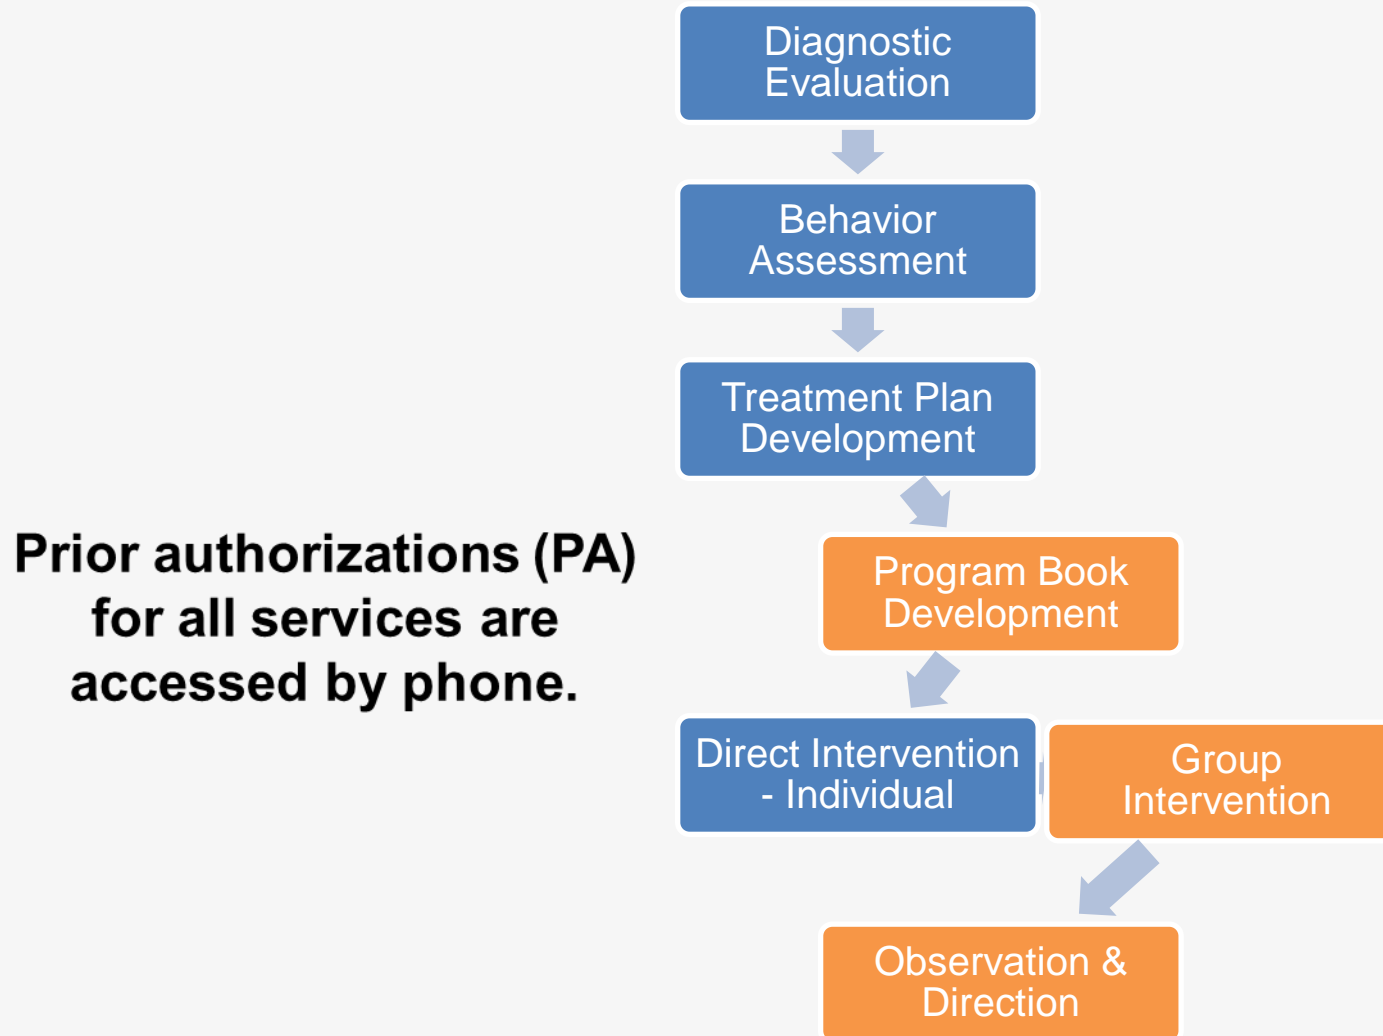 Diagnostic
Evaluation
Behavior
Assessment
Treatment Plan
Development
Prior authorizations (PA)
for all services are
accessed by phone.
Program Book
Development
Direct Intervention
- Individual
Group
Intervention
Observation &
Direction